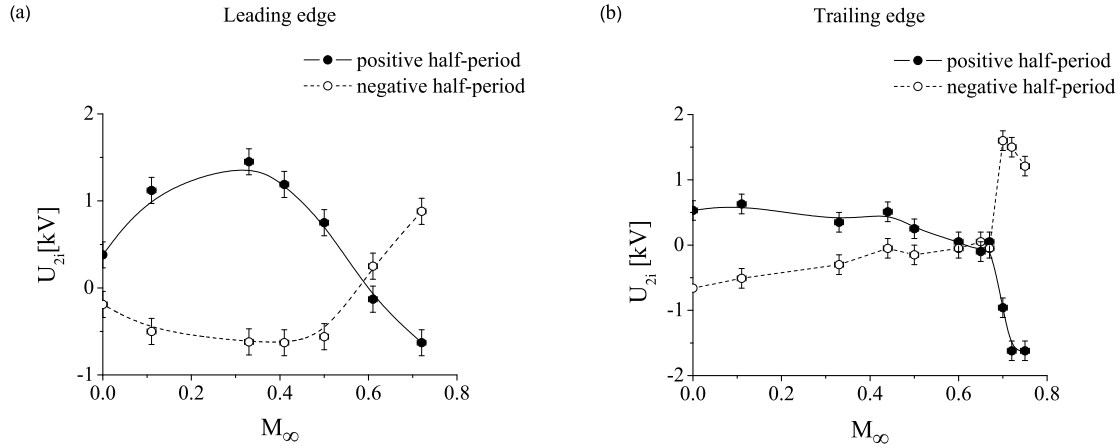 (a)
Leading edge
positive half-period
negative half-period
2
1
0
-1
U2i[kV]
0.0
0.2
0.4
0.6
0.8
M∞
(b)
Trailing edge
positive half-period
negative half-period
2
1
0
-1
-2
U2i [kV]
0.0
0.2
0.4
0.6
0.8
M∞